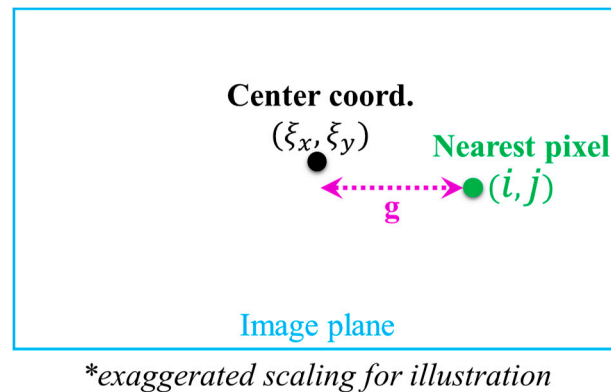 Center coord.
(ξx, ξy)
Nearest pixel
(i, j)
g
Image plane
*exaggerated scaling for illustration